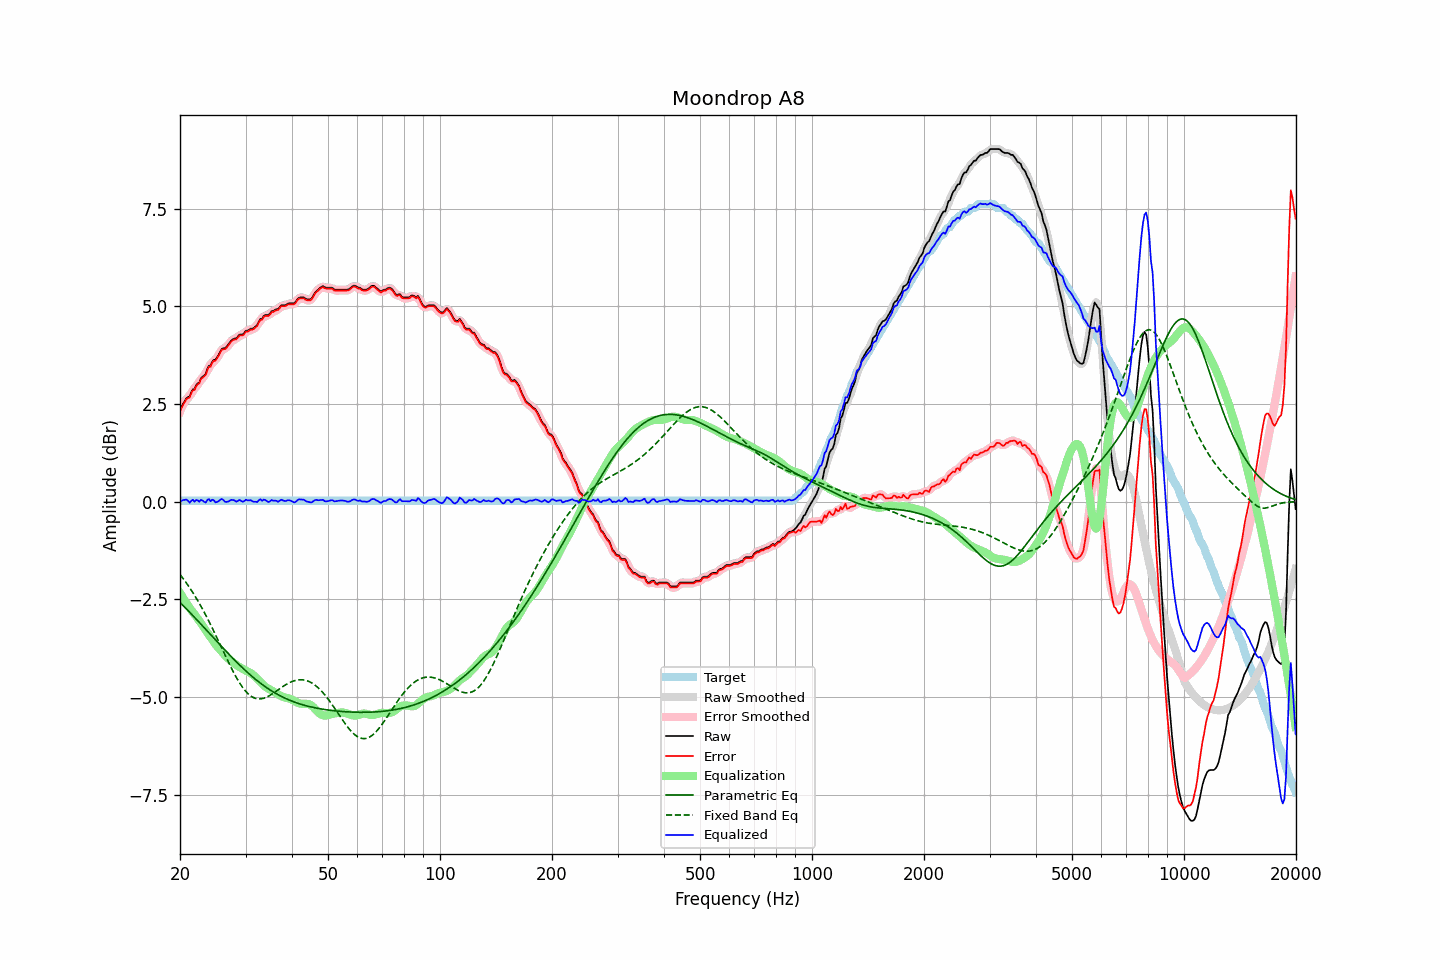 Moondrop A8
7.5
5.0
2.5
0.0
−2.5
−5.0
−7.5
Amplitude (dBr)
Target
Raw Smoothed
Error Smoothed
Raw
Error
Equalization
Parametric Eq
Fixed Band Eq
Equalized
20 50 100 200 500 1000 2000 5000 10000 20000
Frequency (Hz)